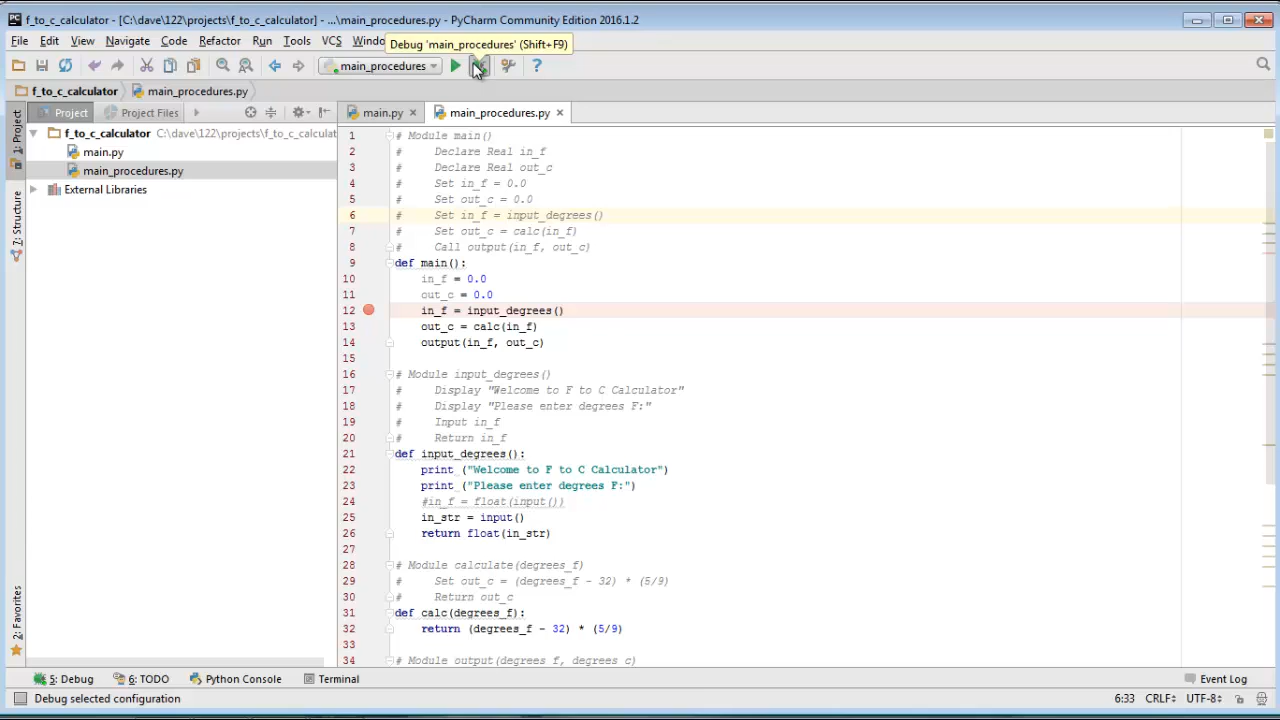 f_to_c_calculator - [C:\dave\122\projects\f_to_c_calculator] - ...\main_procedures.py - PyCharm Community Edition 2016.1.2
File Edit View Navigate Code Refactor Run Tools VCS Windo
Debug 'main_procedures' (Shift+F9)
main_procedures
f_to_c_calculator main_procedures.py
1: Project
Project Project Files
main.py main_procedures.py
f_to_c_calculator C:\dave\122\projects\f_to_c_calculat
main.py
main_procedures.py
External Libraries
7: Structure
2: Favorites
1 # Module main()
2 # Declare Real in_f
3 # Declare Real out_c
4 # Set in_f = 0.0
5 # Set out_c = 0.0
6 # Set in_f = input_degrees()
7 # Set out_c = calc(in_f)
8 # Call output(in_f, out_c)
9 def main():
10 in_f = 0.0
11 out_c = 0.0
12 in_f = input_degrees()
13 out_c = calc(in_f)
14 output(in_f, out_c)
15
16 # Module input_degrees()
17 # Display "Welcome to F to C Calculator"
18 # Display "Please enter degrees F:"
19 # Input in_f
20 # Return in_f
21 def input_degrees():
22 print ("Welcome to F to C Calculator")
23 print ("Please enter degrees F:")
24 #in_f = float(input())
25 in_str = input()
26 return float(in_str)
27
28 # Module calculate(degrees_f)
29 # Set out_c = (degrees_f - 32) * (5/9)
30 # Return out_c
31 def calc(degrees_f):
32 return (degrees_f - 32) * (5/9)
33
34 # Module output(degrees_f, degrees_c)
5: Debug 6: TODO Python Console Terminal Event Log
Debug selected configuration 6:33 CRLF UTF-8